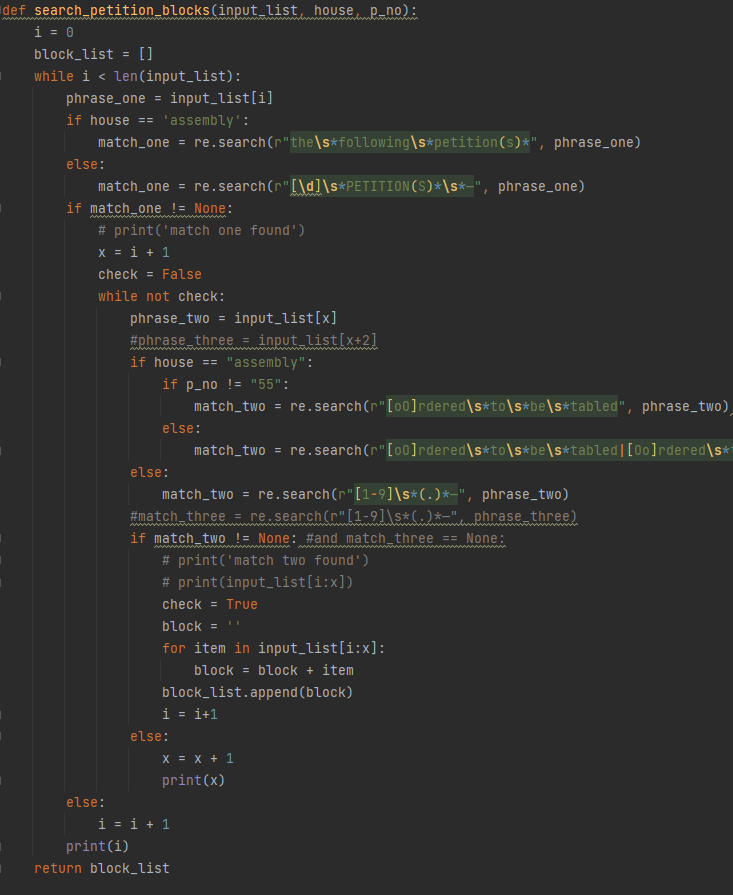 def search_petition_blocks(input_list, house, p_no):
    i = 0
    block_list = []
    while i < len(input_list):
        phrase_one = input_list[i]
        if house == 'assembly':
            match_one = re.search(r"the\s*following\s*petition(s)*", phrase_one)
        else:
            match_one = re.search(r"[\d]\s*PETITION(S)*\s*—", phrase_one)
        if match_one != None:
            # print('match one found')
            x = i + 1
            check = False
            while not check:
                phrase_two = input_list[x]
                #phrase_three = input_list[x+2]
                if house == "assembly":
                    if p_no != "55":
                        match_two = re.search(r"[oO]rdered\s*to\s*be\s*tabled", phrase_two)
                    else:
                        match_two = re.search(r"[oO]rdered\s*to\s*be\s*tabled|[Oo]rdered\s*
                else:
                    match_two = re.search(r"[1-9]\s*(.)*—", phrase_two)
                #match_three = re.search(r"[1-9]\s*(.)*—", phrase_three)
                if match_two != None: #and match_three == None:
                    # print('match two found')
                    # print(input_list[i:x])
                    check = True
                    block = ''
                    for item in input_list[i:x]:
                        block = block + item
                    block_list.append(block)
                    i = i+1
                else:
                    x = x + 1
                    print(x)
        else:
            i = i + 1
        print(i)
    return block_list